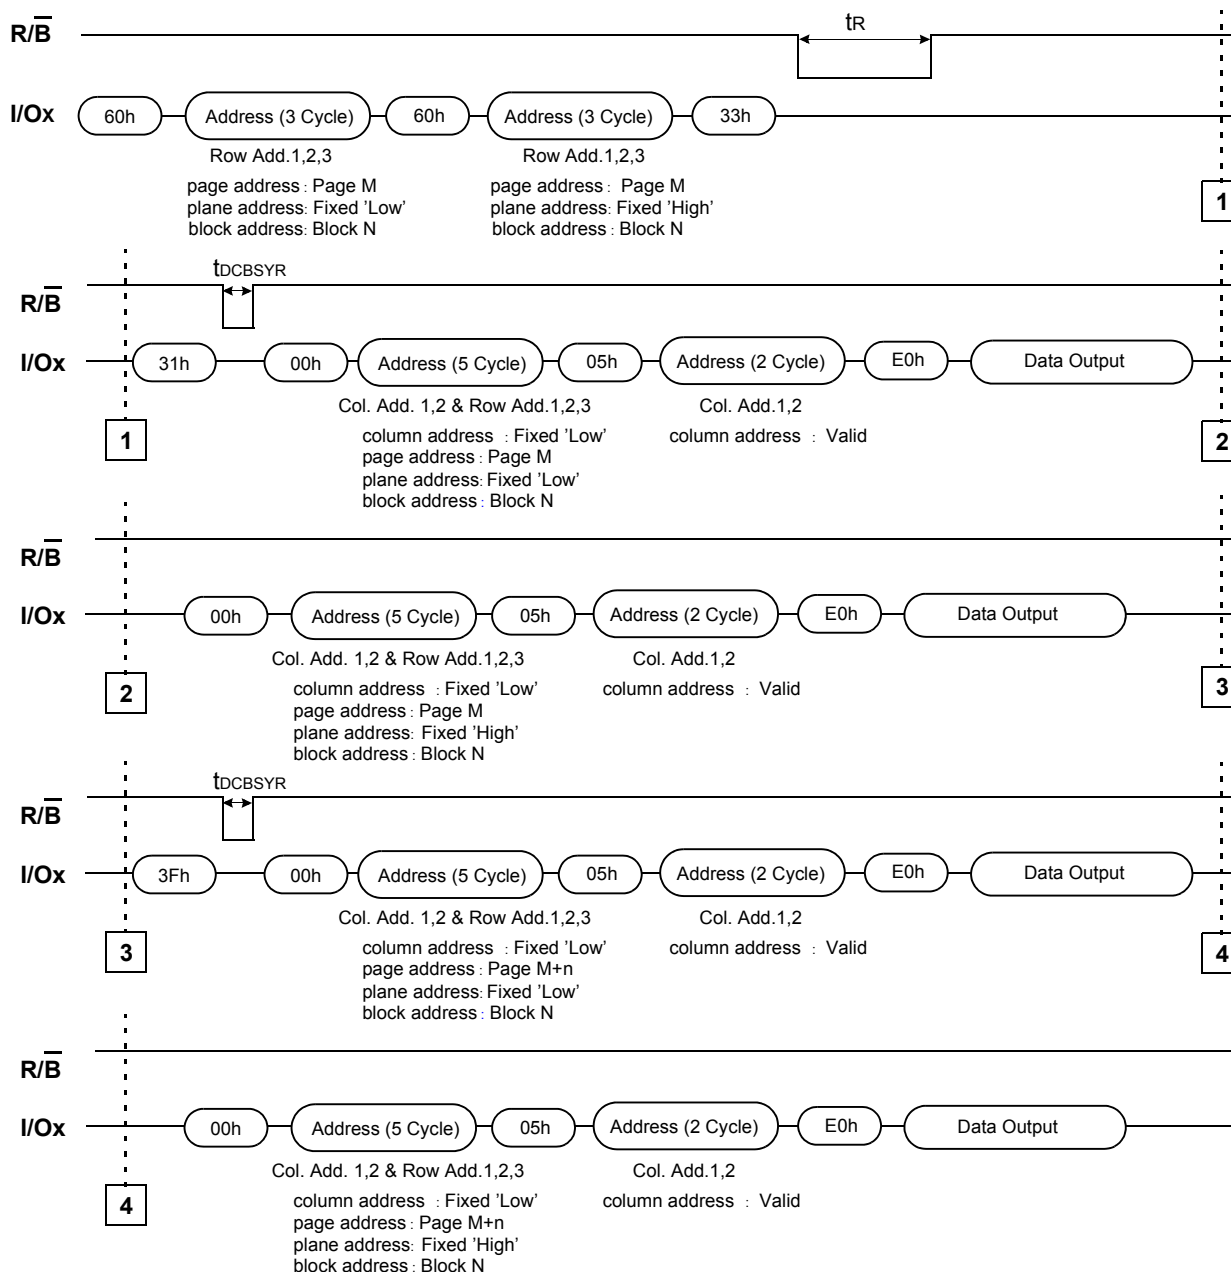 R/B tR
I/Ox 60h Address (3 Cycle) 60h Address (3 Cycle) 33h
Row Add.1,2,3 Row Add.1,2,3
page address : Page M page address : Page M
plane address: Fixed 'Low' plane address: Fixed 'High'
block address: Block N block address : Block N
1
tDCBSYR
R/B
I/Ox 31h 00h Address (5 Cycle) 05h Address (2 Cycle) E0h Data Output
Col. Add. 1,2 & Row Add.1,2,3 Col. Add.1,2
1 column address : Fixed 'Low' column address : Valid 2
page address : Page M
plane address: Fixed 'Low'
block address : Block N
R/B
I/Ox 00h Address (5 Cycle) 05h Address (2 Cycle) E0h Data Output
Col. Add. 1,2 & Row Add.1,2,3 Col. Add.1,2
2 column address : Fixed 'Low' column address : Valid 3
page address : Page M
plane address: Fixed 'High'
block address : Block N
tDCBSYR
R/B
I/Ox 3Fh 00h Address (5 Cycle) 05h Address (2 Cycle) E0h Data Output
Col. Add. 1,2 & Row Add.1,2,3 Col. Add.1,2
3 column address : Fixed 'Low' column address : Valid 4
page address : Page M+n
plane address: Fixed 'Low'
block address : Block N
R/B
I/Ox 00h Address (5 Cycle) 05h Address (2 Cycle) E0h Data Output
Col. Add. 1,2 & Row Add.1,2,3 Col. Add.1,2
4 column address : Fixed 'Low' column address : Valid
page address : Page M+n
plane address: Fixed 'High'
block address : Block N